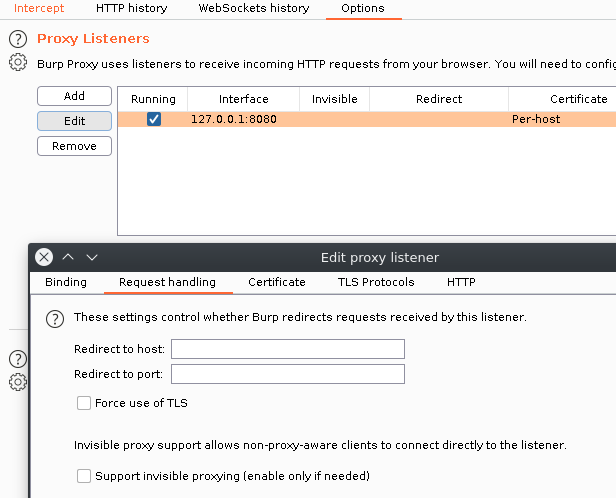 Intercept HTTP history WebSockets history Options
? Proxy Listeners
Burp Proxy uses listeners to receive incoming HTTP requests from your browser. You will need to config
Add Running Interface Invisible Redirect Certificate
Edit 127.0.0.1:8080 Per-host
Remove
Edit proxy listener
Binding Request handling Certificate TLS Protocols HTTP
? These settings control whether Burp redirects requests received by this listener.
Redirect to host:
? Redirect to port:
Force use of TLS
Invisible proxy support allows non-proxy-aware clients to connect directly to the listener.
Support invisible proxying (enable only if needed)